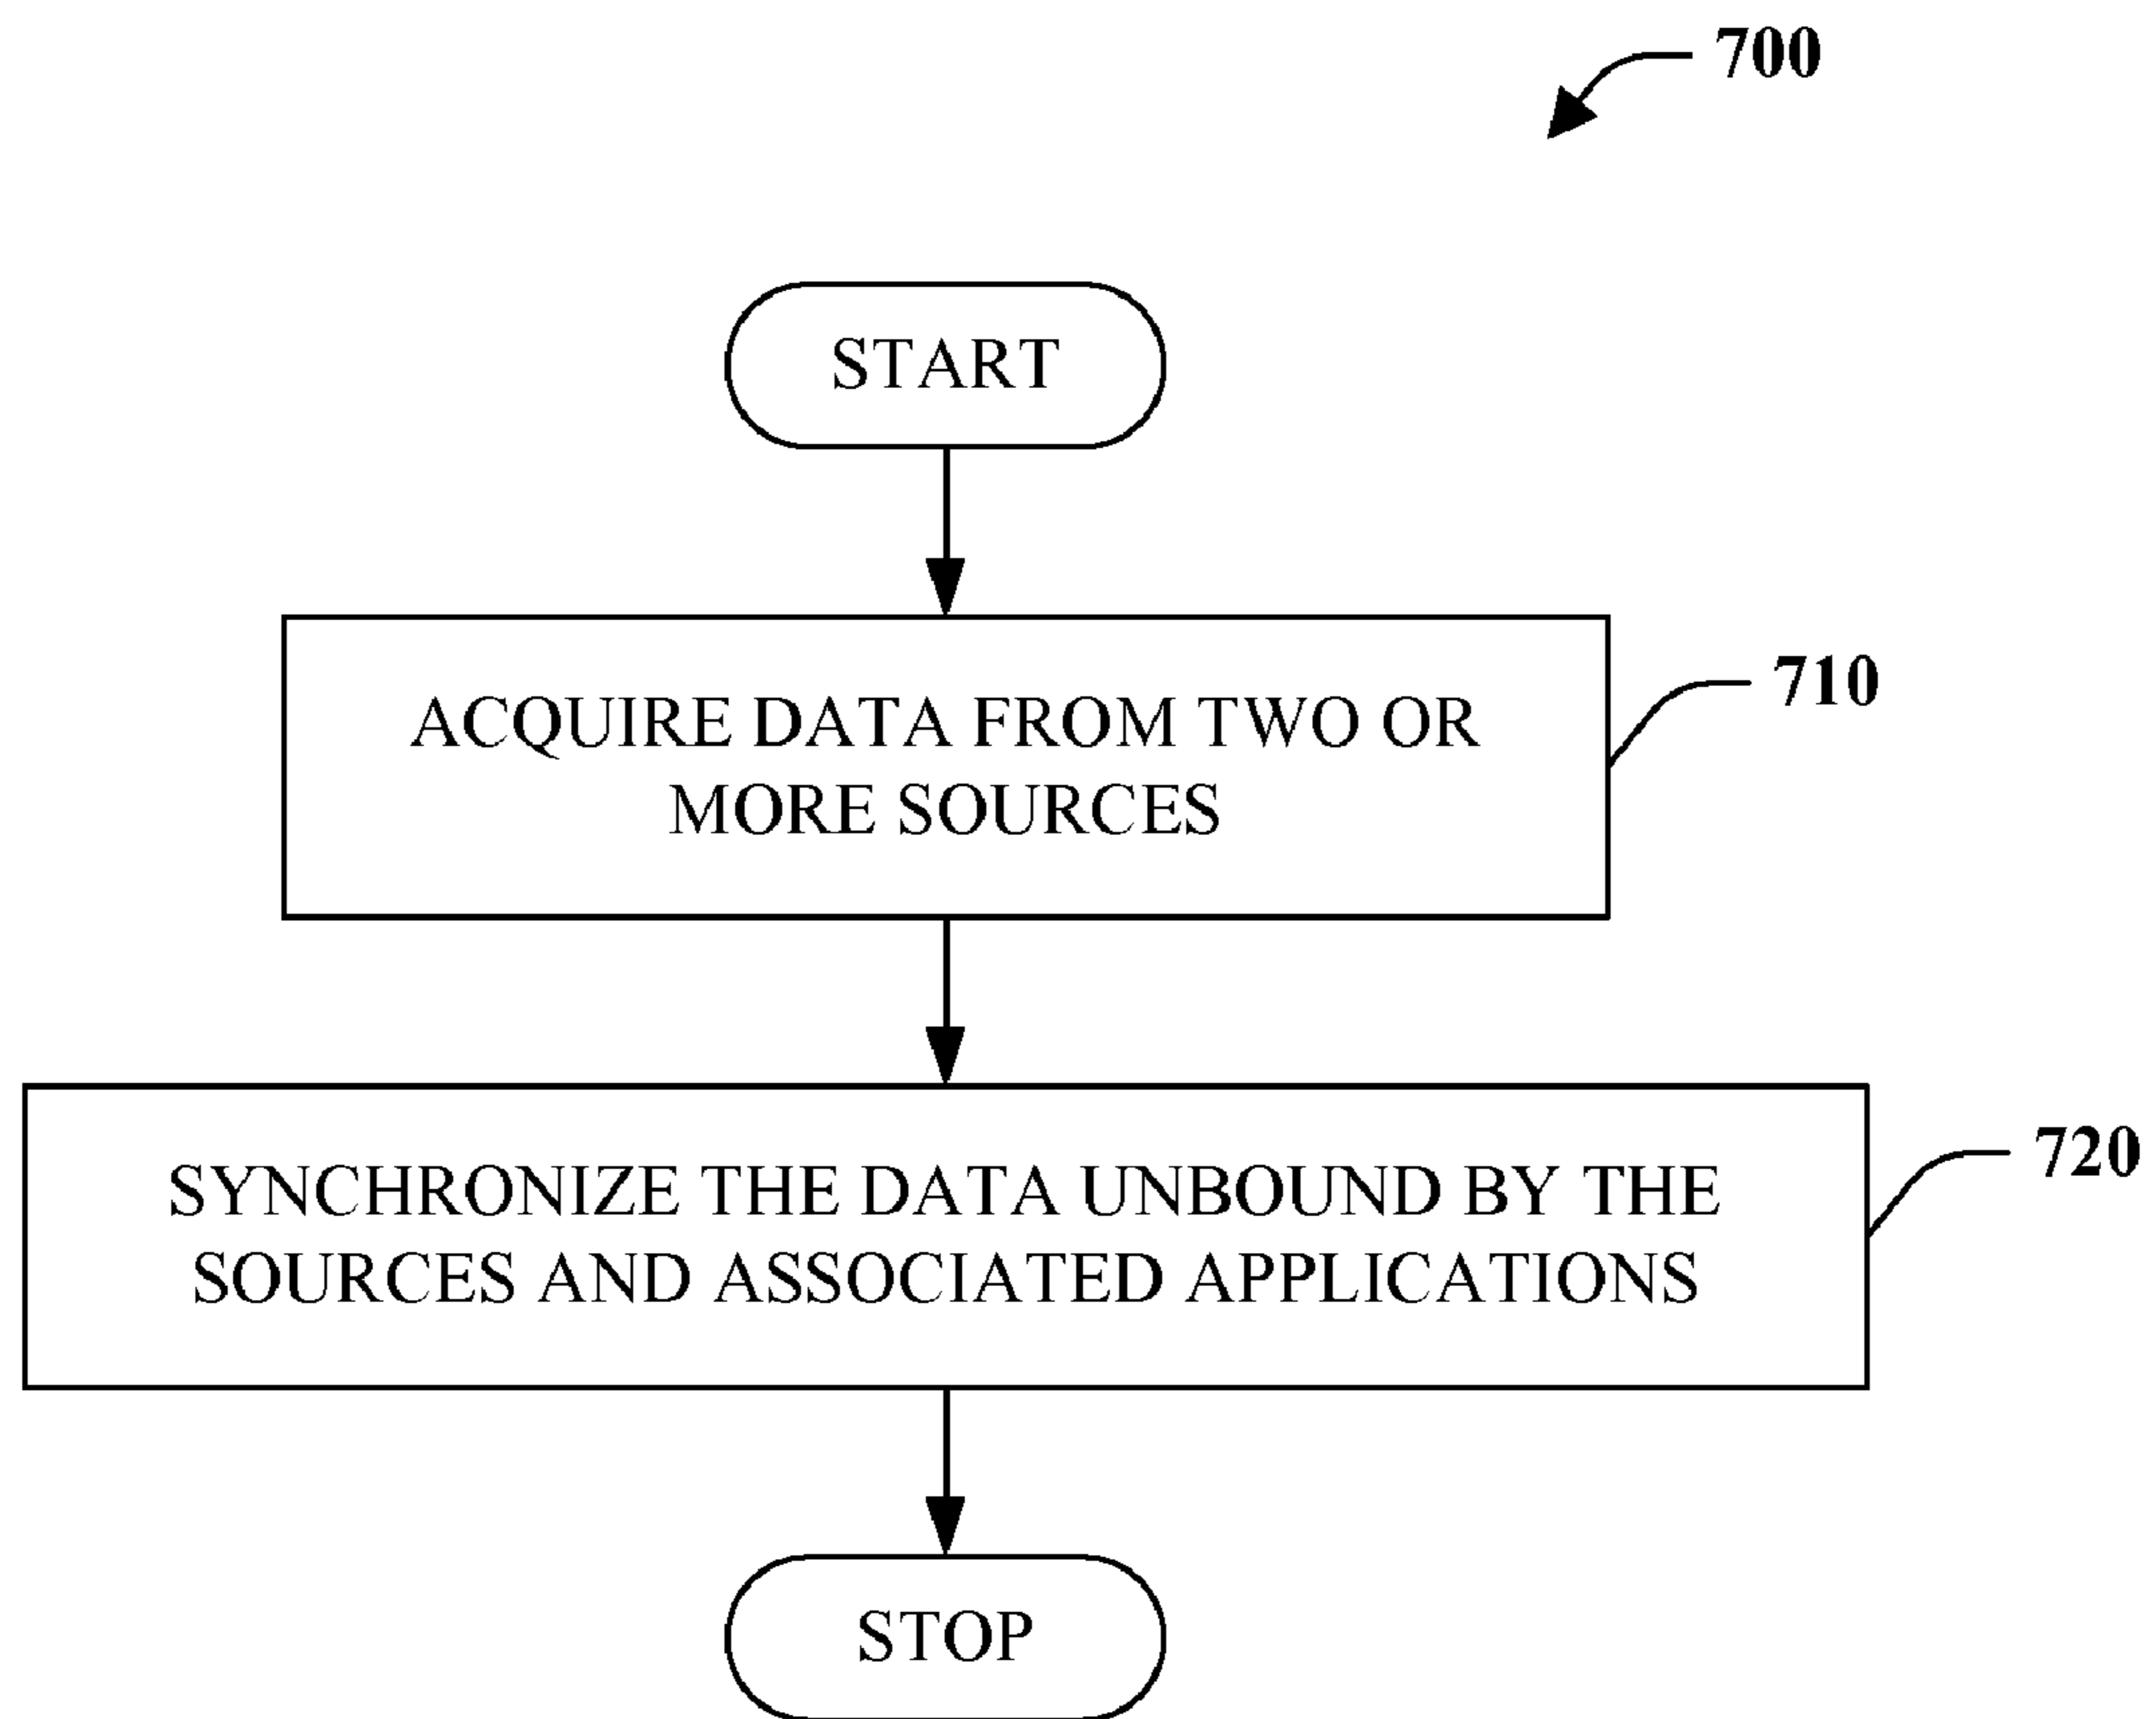 700
START
ACQUIRE DATA FROM TWO OR
MORE SOURCES
710
SYNCHRONIZE THE DATA UNBOUND BY THE
SOURCES AND ASSOCIATED APPLICATIONS
720
STOP